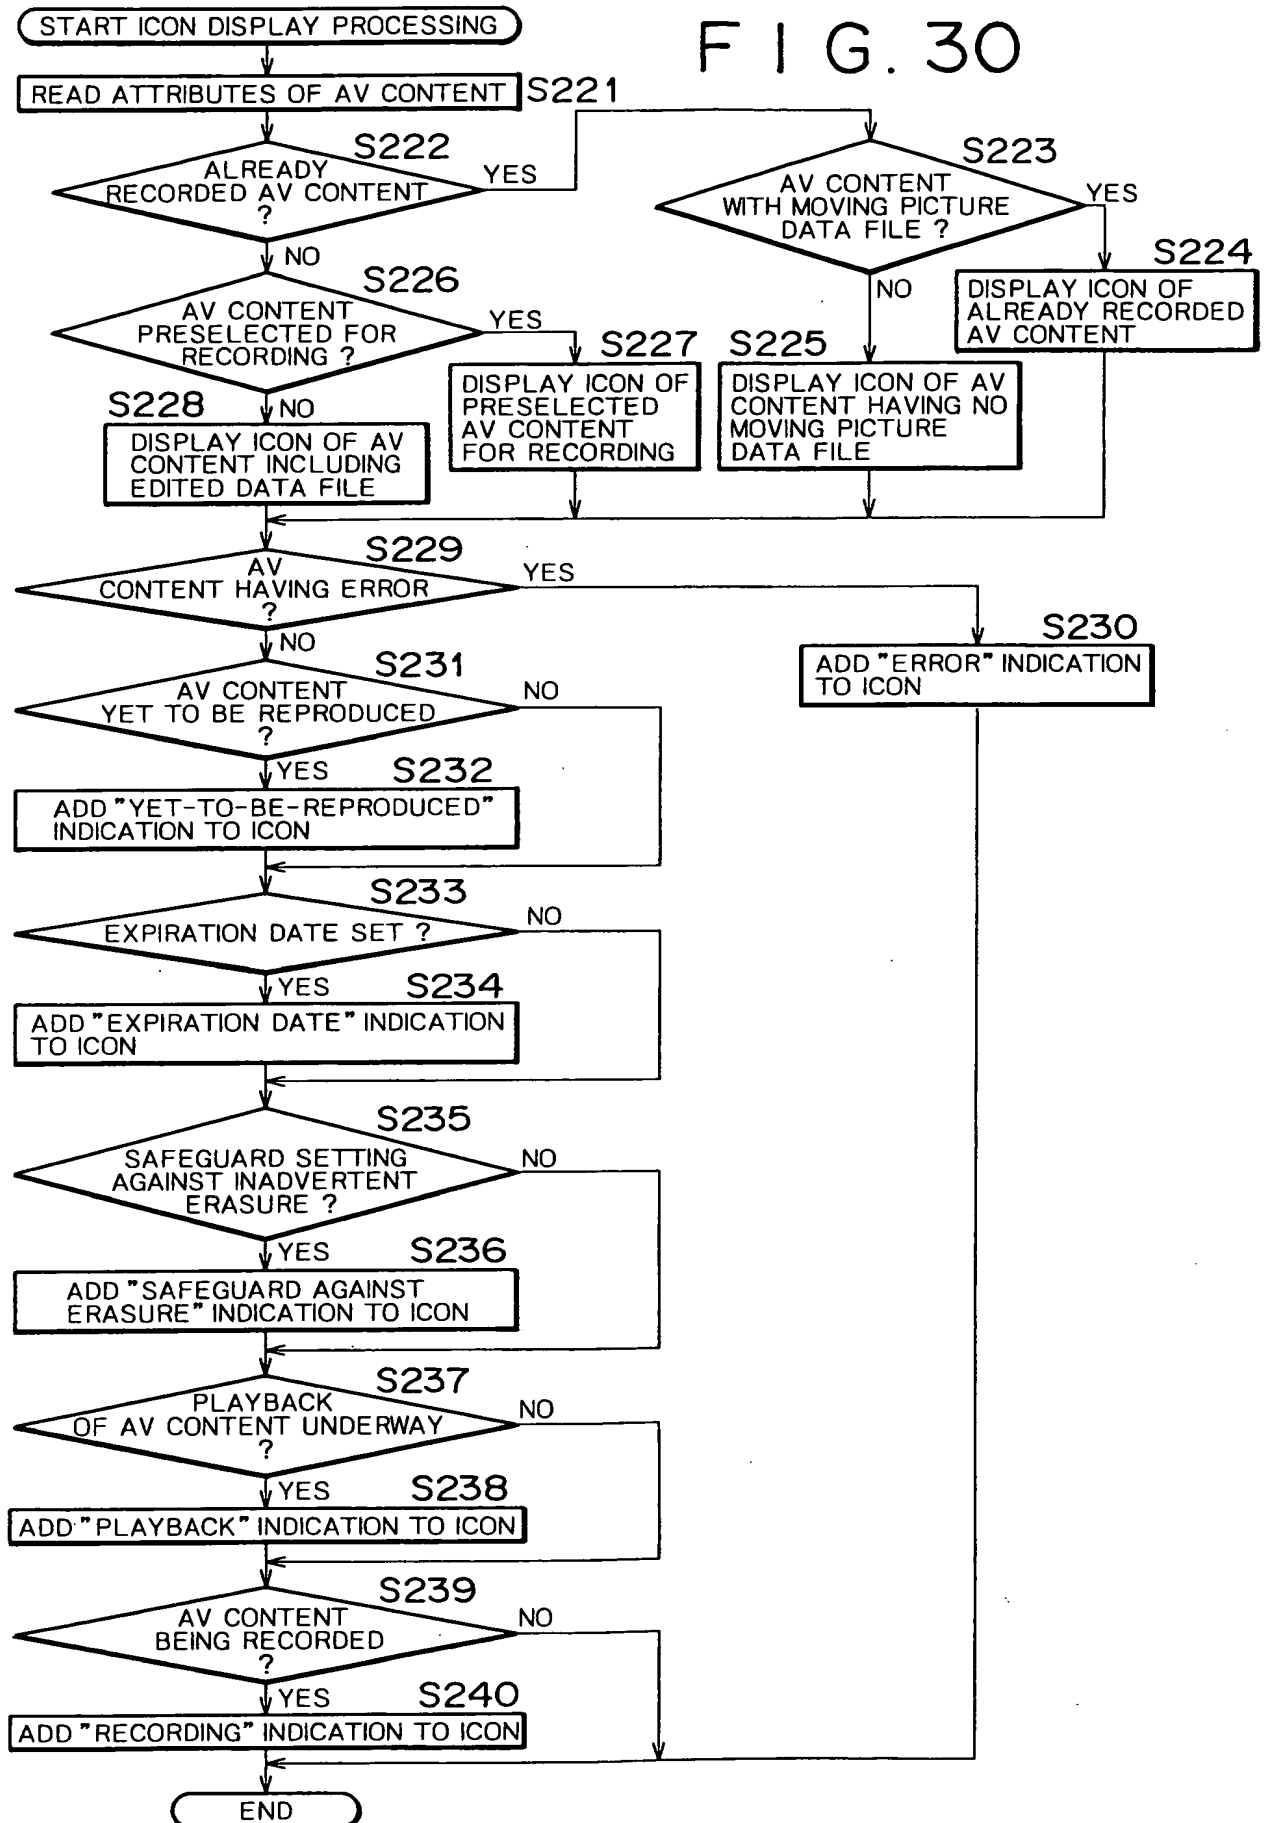 FIG. 30
START ICON DISPLAY PROCESSING
READ ATTRIBUTES OF AV CONTENT
S221
S222
ALREADY
RECORDED AV CONTENT
?
YES
NO
S223
AV CONTENT
WITH MOVING PICTURE
DATA FILE ?
YES
NO
S224
DISPLAY ICON OF
ALREADY RECORDED
AV CONTENT
S226
AV CONTENT
PRESELECTED FOR
RECORDING ?
YES
NO
S227
DISPLAY ICON OF
PRESELECTED
AV CONTENT
FOR RECORDING
S225
DISPLAY ICON OF AV
CONTENT HAVING NO
MOVING PICTURE
DATA FILE
S228
DISPLAY ICON OF AV
CONTENT INCLUDING
EDITED DATA FILE
S229
AV
CONTENT HAVING ERROR
?
YES
NO
S230
ADD "ERROR" INDICATION
TO ICON
S231
AV CONTENT
YET TO BE REPRODUCED
?
NO
YES
S232
ADD "YET-TO-BE-REPRODUCED"
INDICATION TO ICON
S233
EXPIRATION DATE SET ?
NO
YES
S234
ADD "EXPIRATION DATE" INDICATION
TO ICON
S235
SAFEGUARD SETTING
AGAINST INADVERTENT
ERASURE ?
NO
YES
S236
ADD "SAFEGUARD AGAINST
ERASURE" INDICATION TO ICON
S237
PLAYBACK
OF AV CONTENT UNDERWAY
?
NO
YES
S238
ADD "PLAYBACK" INDICATION TO ICON
S239
AV CONTENT
BEING RECORDED
?
NO
YES
S240
ADD "RECORDING" INDICATION TO ICON
END